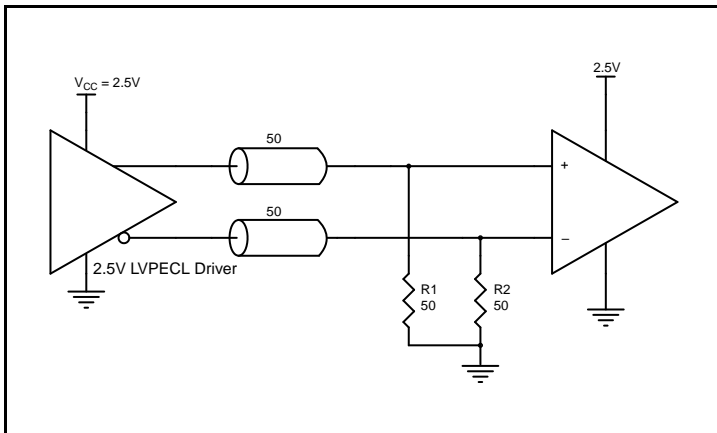 V_CC = 2.5V
2.5V
50
+
50
–
2.5V LVPECL Driver
R1
50
R2
50